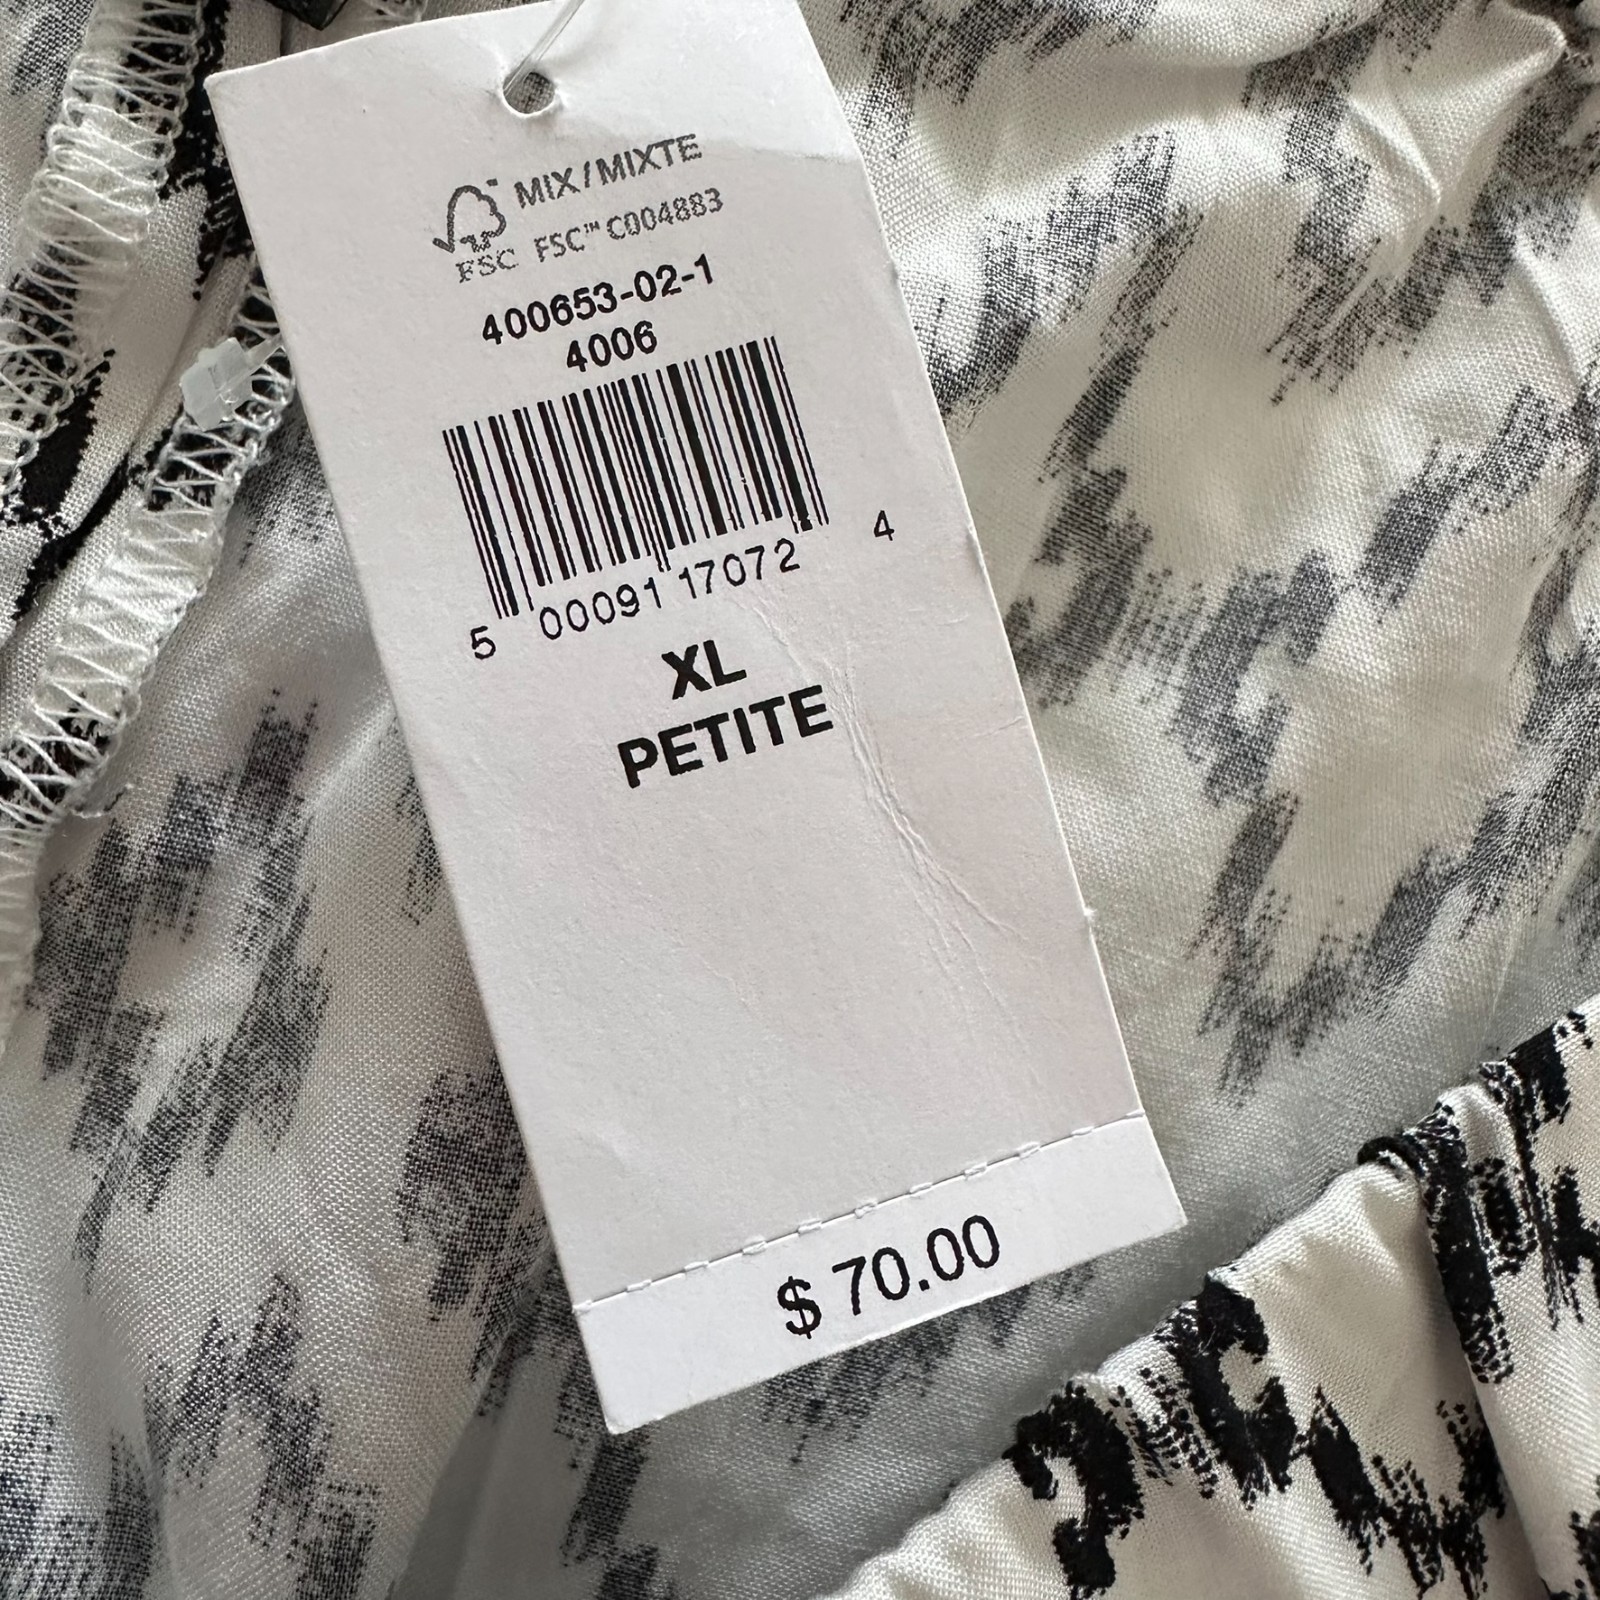 MIX/MIXTE
FSC FSC™ C004883
400653-02-1
4006
5 00091 17072 4
XL
PETITE
$ 70.00